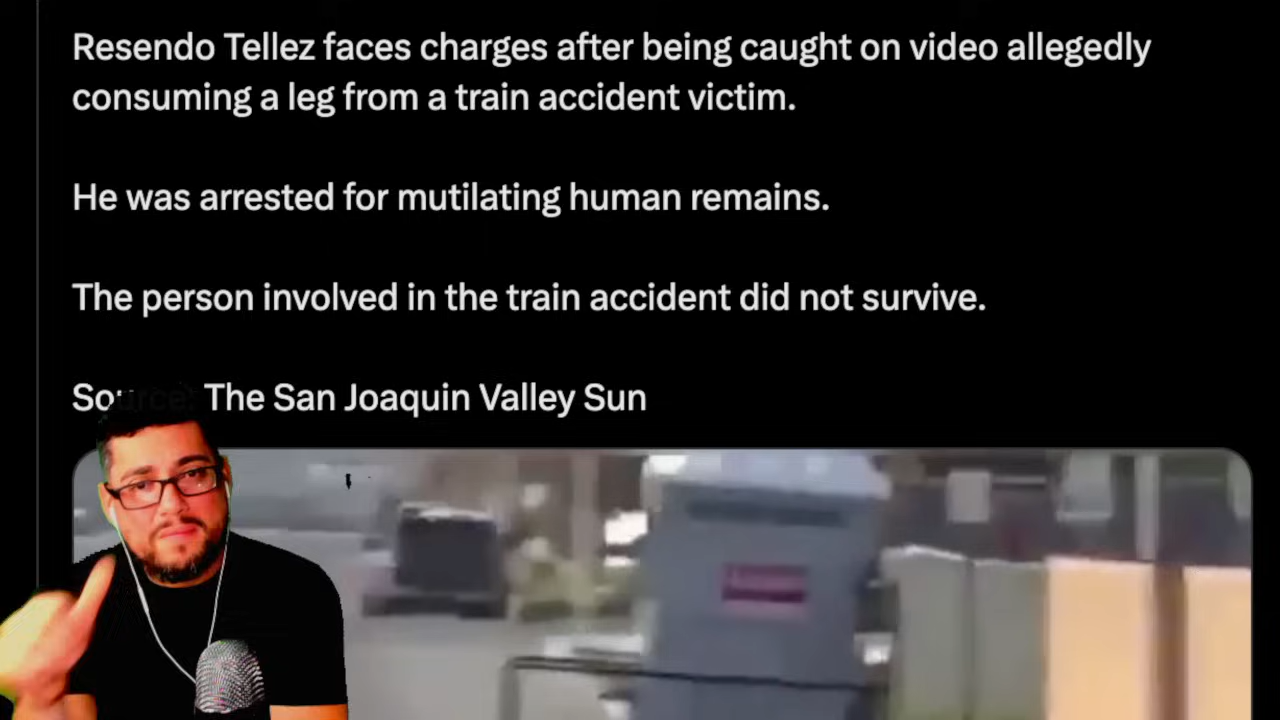 Resendo Tellez faces charges after being caught on video allegedly
consuming a leg from a train accident victim.
He was arrested for mutilating human remains.
The person involved in the train accident did not survive.
Source: The San Joaquin Valley Sun